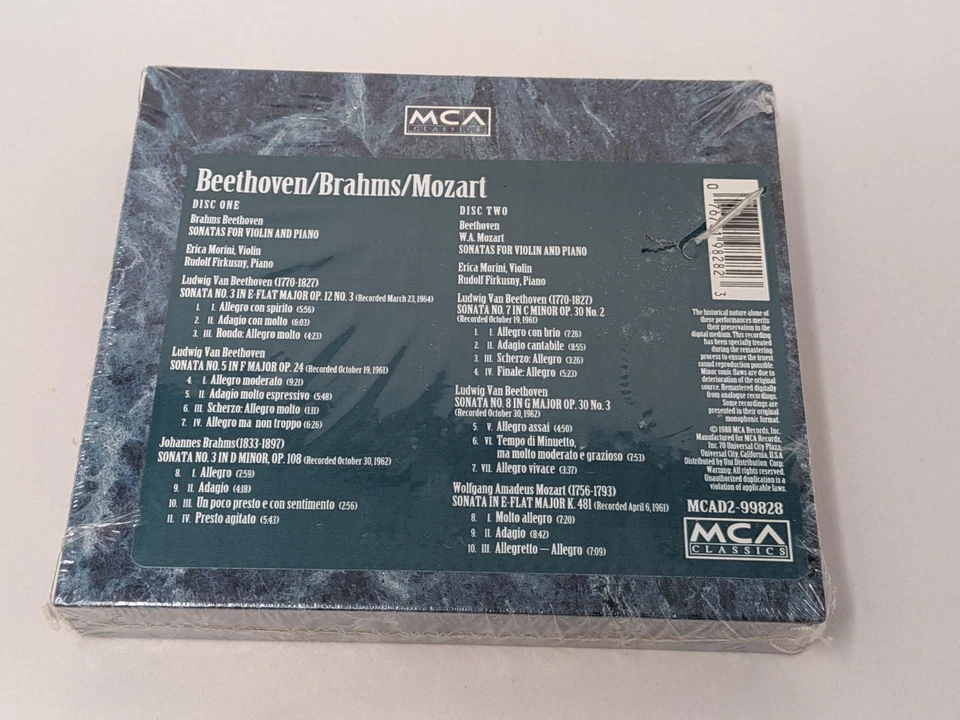 MCA
CLASSICS
Beethoven/Brahms/Mozart
DISC ONE
Brahms Beethoven
SONATAS FOR VIOLIN AND PIANO
Erica Morini, Violin
Rudolf Firkusny, Piano
Ludwig Van Beethoven (1770-1827)
SONATA NO. 3 IN E-FLAT MAJOR OP. 12 NO. 3 (Recorded March 23, 1964)
1. I. Allegro con spirito (5:56)
2. II. Adagio con molto (6:03)
3. III. Rondo: Allegro molto (4:23)
Ludwig Van Beethoven
SONATA NO. 5 IN F MAJOR OP. 24 (Recorded October 19, 1961)
4. I. Allegro moderato (9:21)
5. II. Adagio molto espressivo (5:48)
6. III. Scherzo: Allegro molto (1:11)
7. IV. Allegro ma non troppo (6:26)
Johannes Brahms (1833-1897)
SONATA NO. 3 IN D MINOR, OP. 108 (Recorded October 30, 1962)
8. I. Allegro (7:59)
9. II. Adagio (4:18)
10. III. Un poco presto e con sentimento (2:56)
11. IV. Presto agitato (5:43)
DISC TWO
Beethoven
W.A. Mozart
SONATAS FOR VIOLIN AND PIANO
Erica Morini, Violin
Rudolf Firkusny, Piano
Ludwig Van Beethoven (1770-1827)
SONATA NO. 7 IN C MINOR OP. 30 No. 2
(Recorded October 19, 1961)
1. I. Allegro con brio (7:26)
2. II. Adagio cantabile (8:55)
3. III. Scherzo: Allegro (3:26)
4. IV. Finale: Allegro (5:23)
Ludwig Van Beethoven
SONATA NO. 8 IN G MAJOR OP. 30 NO. 3
(Recorded October 30, 1962)
5. V. Allegro assai (4:50)
6. VI. Tempo di Minuetto,
ma molto moderato e grazioso (7:53)
7. VII. Allegro vivace (3:37)
Wolfgang Amadeus Mozart (1756-1793)
SONATA IN E-FLAT MAJOR K. 481 (Recorded April 6, 1961)
8. I. Molto allegro (7:20)
9. II. Adagio (8:42)
10. III. Allegretto — Allegro (7:09)
98282 3
The historical nature alone of
these performances merits
their preservation in the
digital medium. This recording
has been specially treated
during the remastering
process to ensure the truest
sound reproduction possible.
Minor sonic flaws are due to
deterioration of the original
source. Remastered digitally
from analogue recordings.
Some recordings are
presented in their original
monophonic format.
© 1988 MCA Records, Inc.
Manufactured for MCA Records,
Inc. 70 Universal City Plaza,
Universal City, California, U.S.A
Distributed by Uni Distribution Corp.
Warning: All rights reserved.
Unauthorized duplication is a
violation of applicable laws.
MCAD2-99828
MCA
CLASSICS